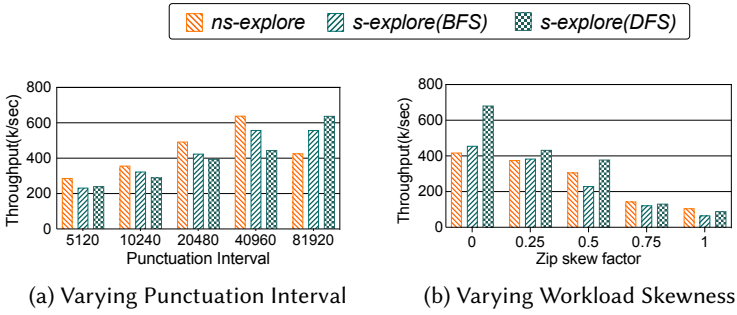 ns-explore s-explore(BFS) s-explore(DFS)
Throughput(k/sec)
800
600
400
200
0
5120 10240 20480 40960 81920
Punctuation Interval
(a) Varying Punctuation Interval
Throughput(k/sec)
800
600
400
200
0
0 0.25 0.5 0.75 1
Zip skew factor
(b) Varying Workload Skewness